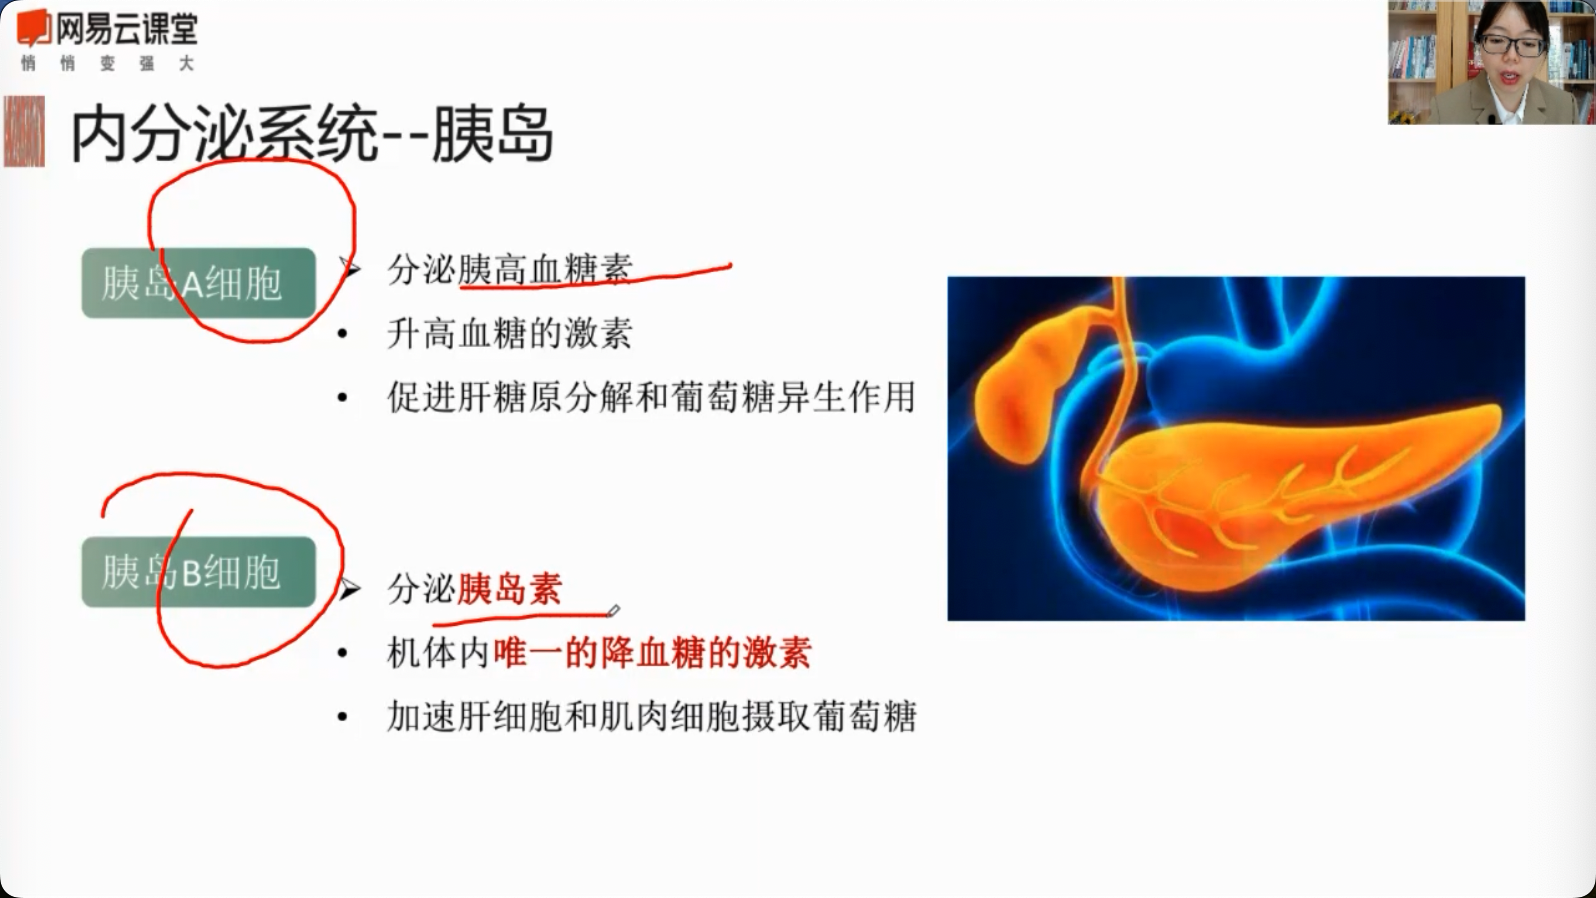 网易云课堂
悄悄变强大
内分泌系统--胰岛
胰岛A细胞
分泌胰高血糖素
升高血糖的激素
促进肝糖原分解和葡萄糖异生作用
胰岛B细胞
分泌胰岛素
机体内唯一的降血糖的激素
加速肝细胞和肌肉细胞摄取葡萄糖